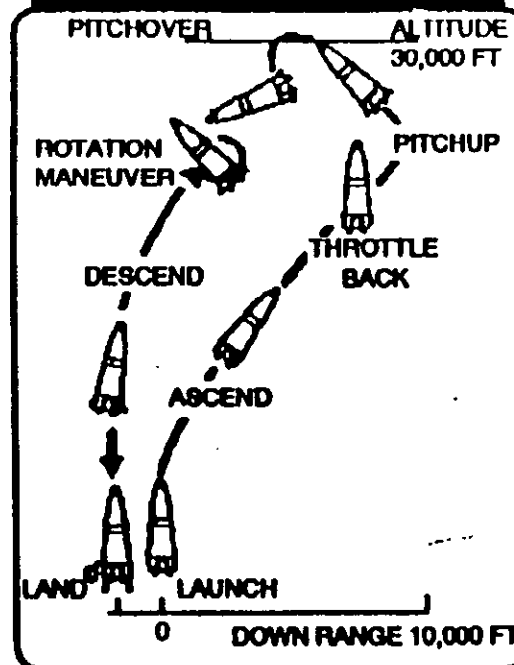 PITCHOVER
ALTITUDE
30,000 FT
ROTATION
MANEUVER
PITCHUP
THROTTLE
BACK
DESCEND
ASCEND
LAND
LAUNCH
0
DOWN RANGE 10,000 FT